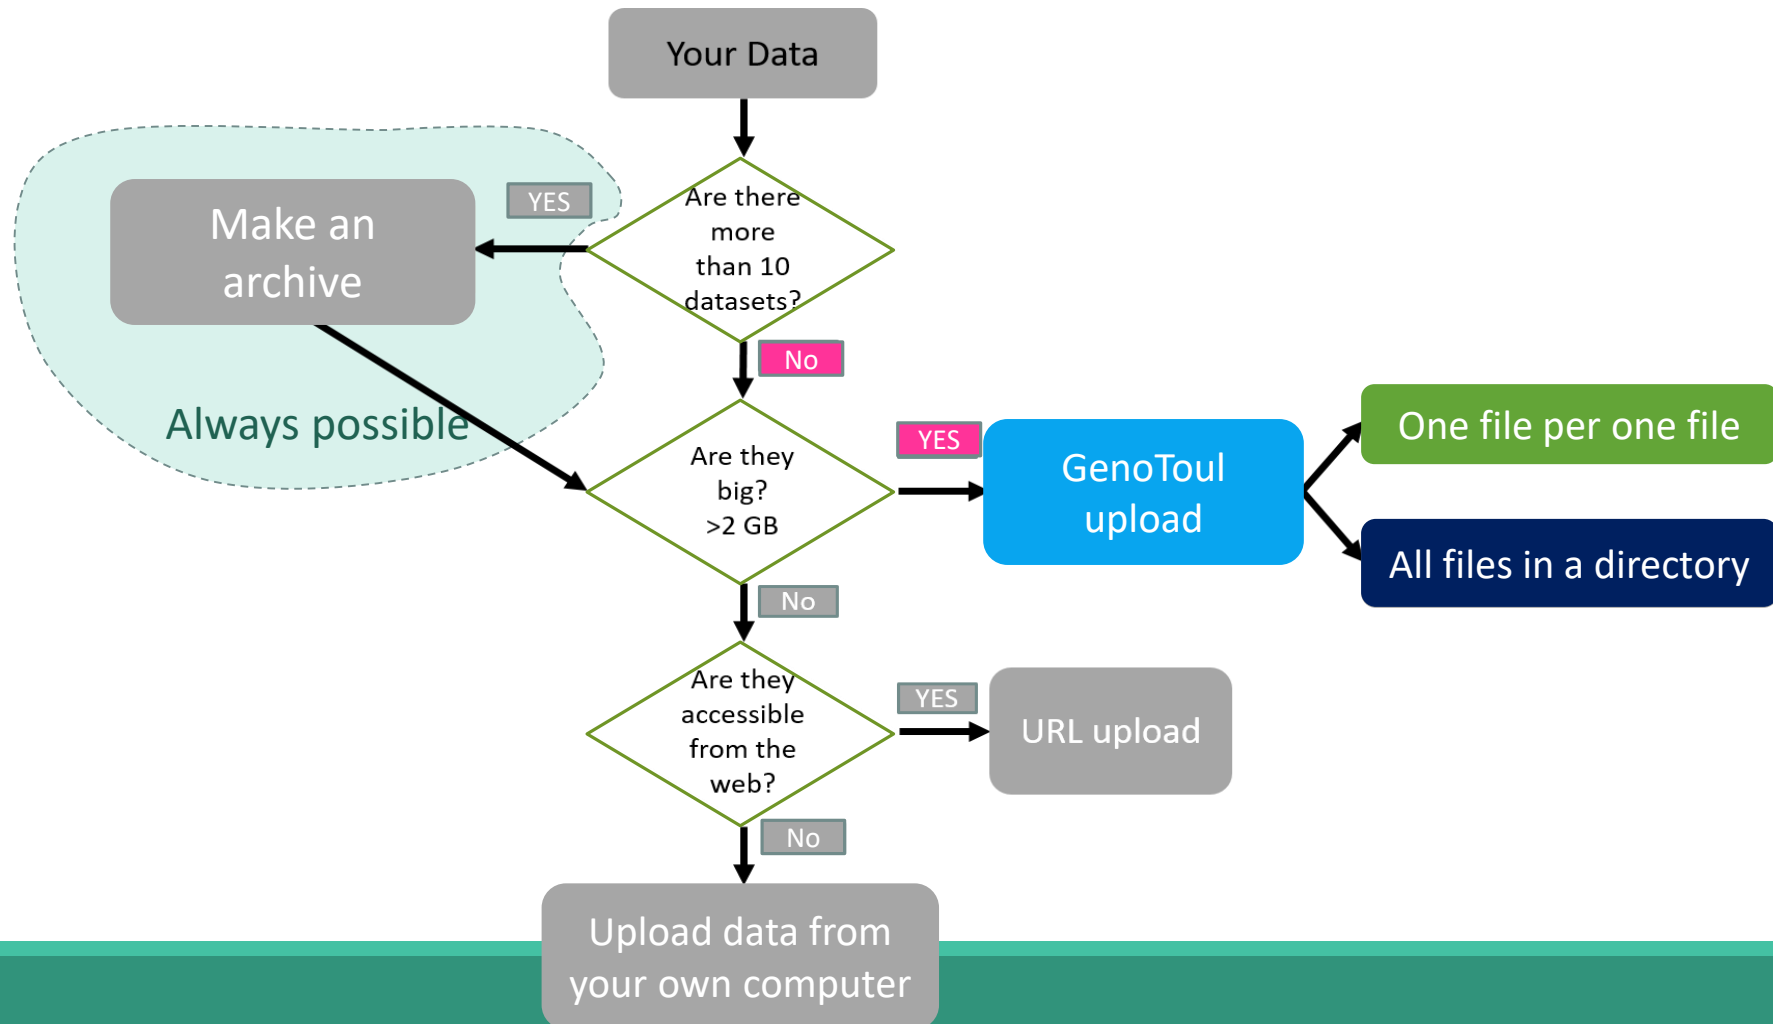 Your Data
YES
Are there
more
than 10
datasets?
Make an
archive
No
Always possible
Are they
big?
>2 GB
YES
GenoToul
upload
One file per one file
All files in a directory
No
Are they
accessible
from the
web?
YES
URL upload
No
Upload data from
your own computer